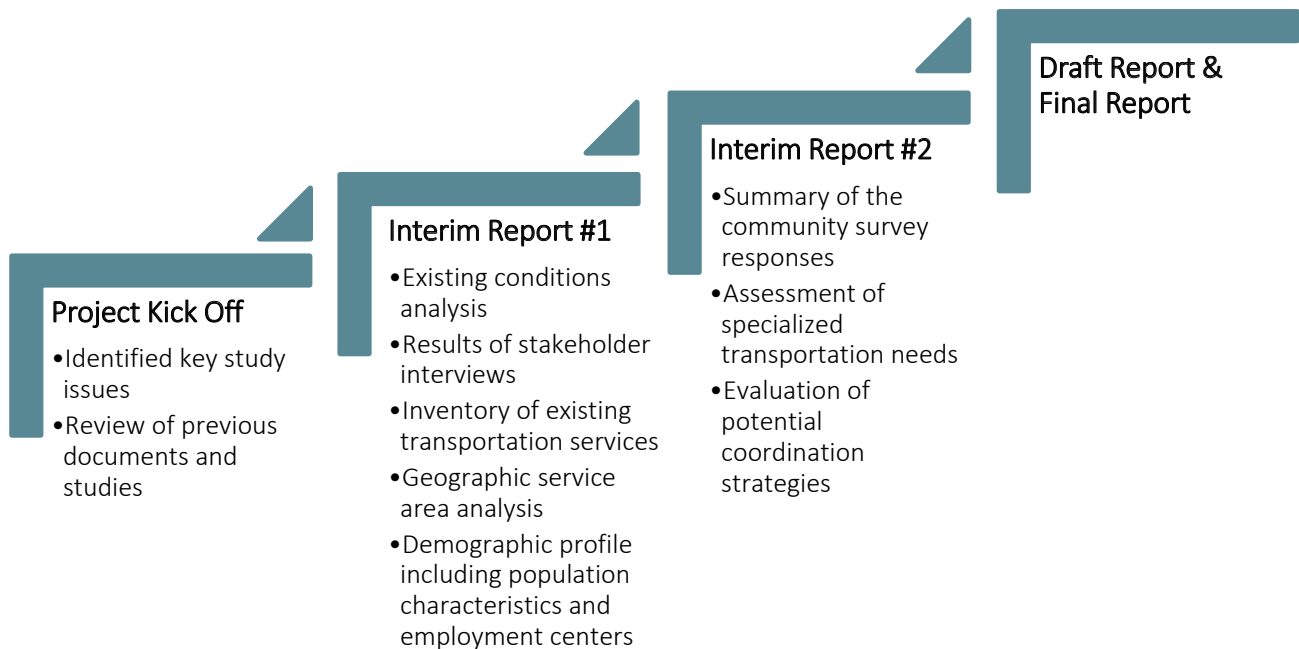 Project Kick Off
•Identified key study
issues
•Review of previous
documents and
studies
Interim Report #1
•Existing conditions
analysis
•Results of stakeholder
interviews
•Inventory of existing
transportation services
•Geographic service
area analysis
•Demographic profile
including population
characteristics and
employment centers
Interim Report #2
•Summary of the
community survey
responses
•Assessment of
specialized
transportation needs
•Evaluation of
potential
coordination
strategies
Draft Report &
Final Report